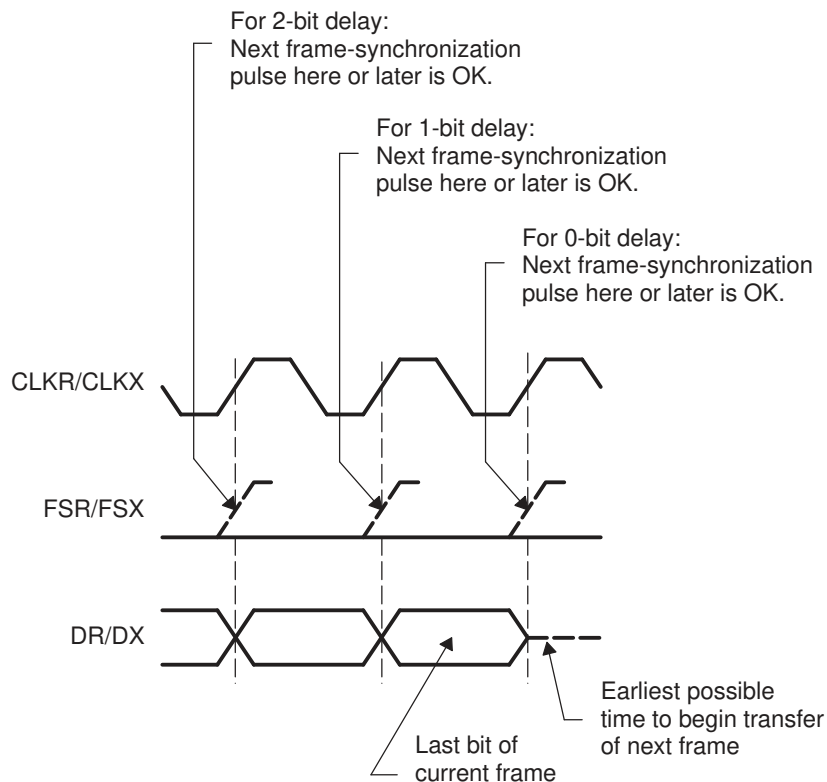 For 2-bit delay:
Next frame-synchronization
pulse here or later is OK.
For 1-bit delay:
Next frame-synchronization
pulse here or later is OK.
For 0-bit delay:
Next frame-synchronization
pulse here or later is OK.
CLKR/CLKX
FSR/FSX
DR/DX
Earliest possible
time to begin transfer
of next frame
Last bit of
current frame